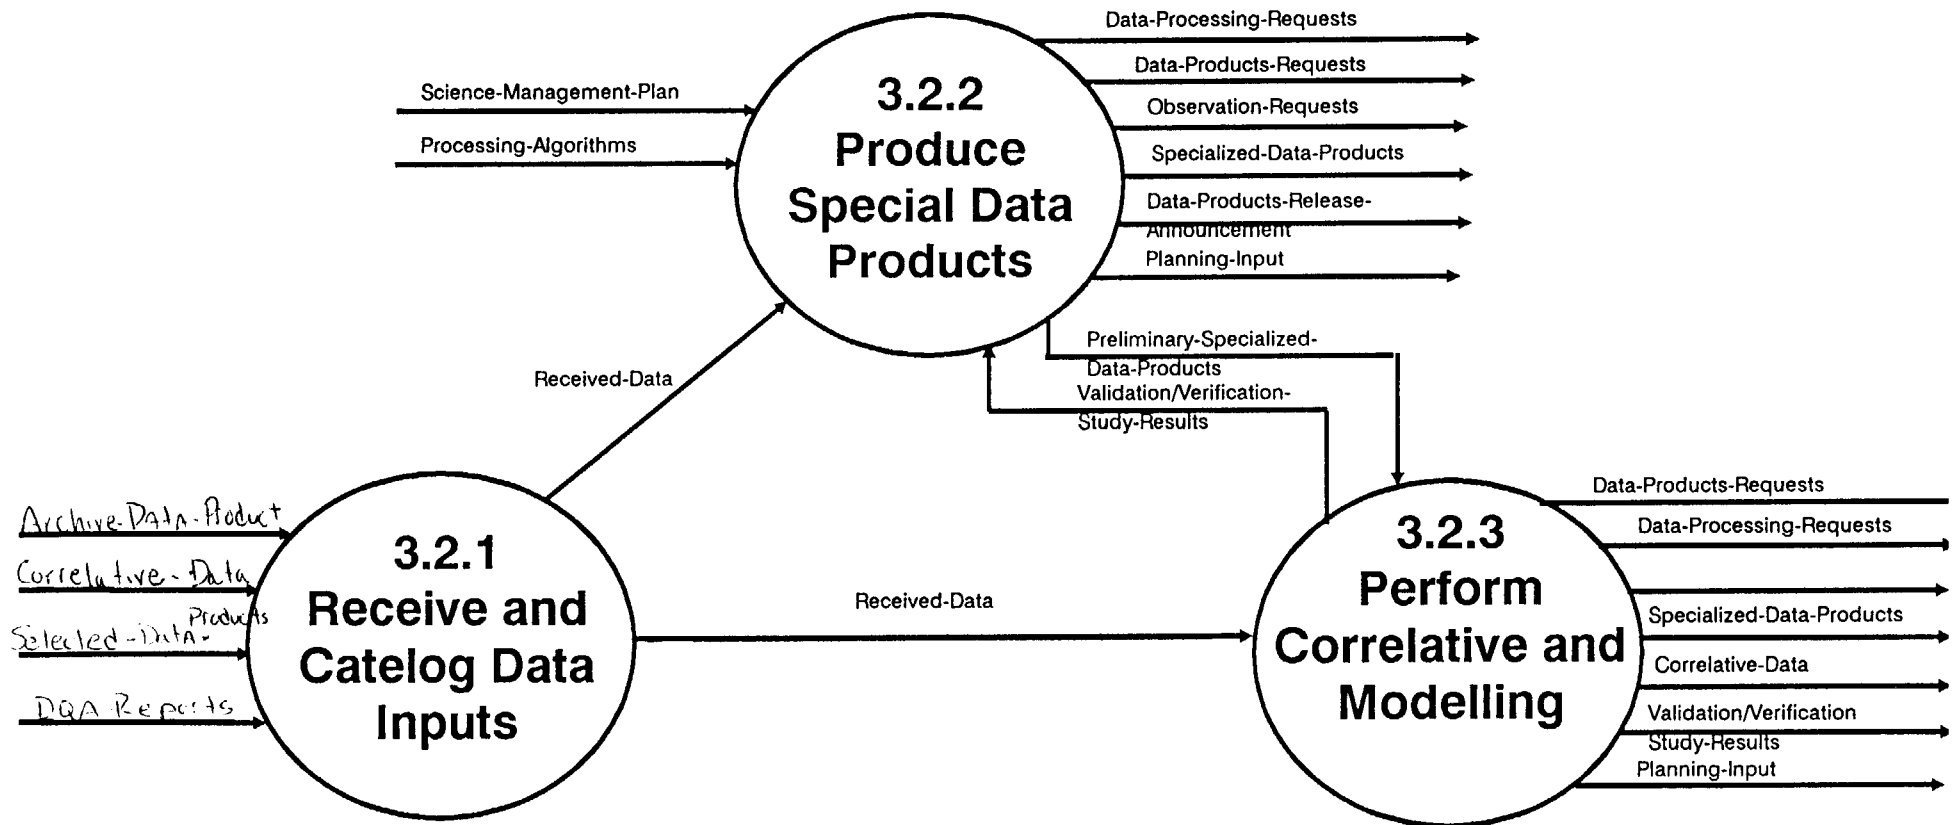 Data-Processing-Requests
Data-Products-Requests
Observation-Requests
Specialized-Data-Products
Data-Products-Release-
Announcement
Planning-Input
Science-Management-Plan
Processing-Algorithms
3.2.2
Produce
Special Data
Products
Preliminary-Specialized-
Data-Products
Validation/Verification-
Study-Results
Received-Data
Archive-Data-Product
Correlative-Data
Selected-Data-
Products
DQA-Reports
3.2.1
Receive and
Catelog Data
Inputs
Received-Data
3.2.3
Perform
Correlative and
Modelling
Data-Products-Requests
Data-Processing-Requests
Specialized-Data-Products
Correlative-Data
Validation/Verification
Study-Results
Planning-Input